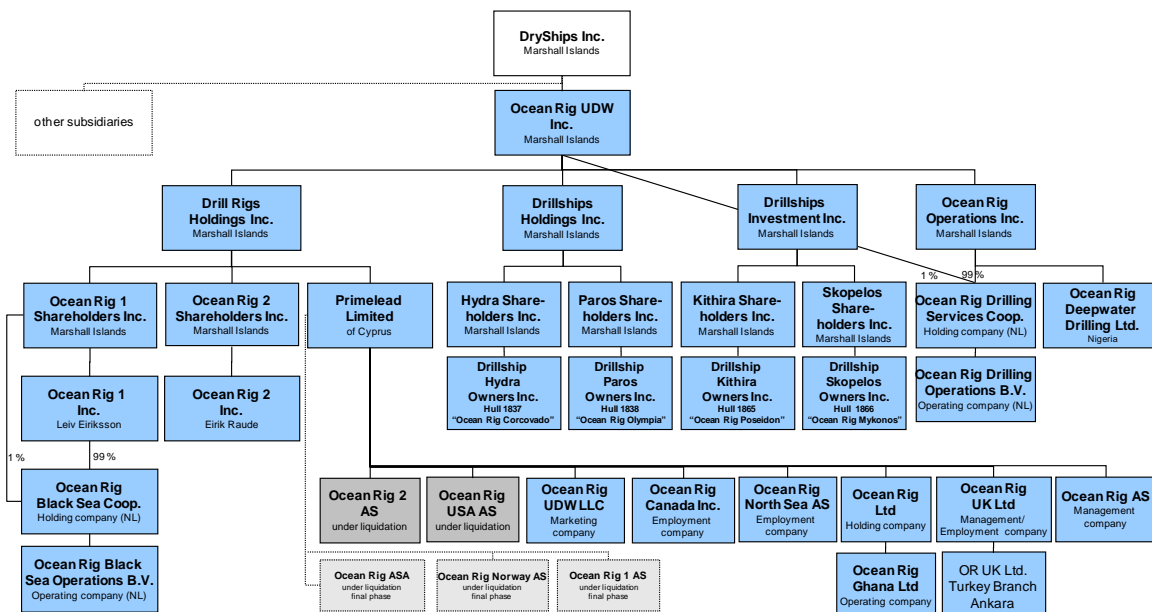 DryShips Inc.
Marshall Islands
other subsidiaries
Ocean Rig UDW
Inc.
Marshall Islands
Drill Rigs
Holdings Inc.
Marshall Islands
Drillships
Holdings Inc.
Marshall Islands
Drillships
Investment Inc.
Marshall Islands
Ocean Rig
Operations Inc.
Marshall Islands
1 %
99 %
Ocean Rig 1
Shareholders Inc.
Marshall Islands
Ocean Rig 2
Shareholders Inc.
Marshall Islands
Primelead
Limited
of Cyprus
Hydra Share-
holders Inc.
Marshall Islands
Paros Share-
holders Inc.
Marshall Islands
Kithira Share-
holders Inc.
Marshall Islands
Skopelos
Share-
holders Inc.
Marshall Islands
Ocean Rig Drilling
Services Coop.
Holding company (NL)
Ocean Rig
Deepwater
Drilling Ltd.
Nigeria
Ocean Rig 1
Inc.
Leiv Eiriksson
Ocean Rig 2
Inc.
Eirik Raude
Drillship
Hydra
Owners Inc.
Hull 1837
"Ocean Rig Corcovado"
Drillship
Paros
Owners Inc.
Hull 1838
"Ocean Rig Olympia"
Drillship
Kithira
Owners Inc.
Hull 1865
"Ocean Rig Poseidon"
Drillship
Skopelos
Owners Inc.
Hull 1866
"Ocean Rig Mykonos"
Ocean Rig Drilling
Operations B.V.
Operating company (NL)
1 %
99 %
Ocean Rig
Black Sea Coop.
Holding company (NL)
Ocean Rig 2
AS
under liquidation
Ocean Rig
USA AS
under liquidation
Ocean Rig
UDW LLC
Marketing
company
Ocean Rig
Canada Inc.
Employment
company
Ocean Rig
North Sea AS
Employment
company
Ocean Rig
Ltd
Holding
company
Ocean Rig
UK Ltd
Management/
Employment company
Ocean Rig AS
Management
company
Ocean Rig Black
Sea Operations B.V.
Operating company (NL)
Ocean Rig ASA
under liquidation
final phase
Ocean Rig Norway AS
under liquidation
final phase
Ocean Rig 1 AS
under liquidation
final phase
Ocean Rig
Ghana Ltd
Operating company
OR UK Ltd.
Turkey Branch
Ankara